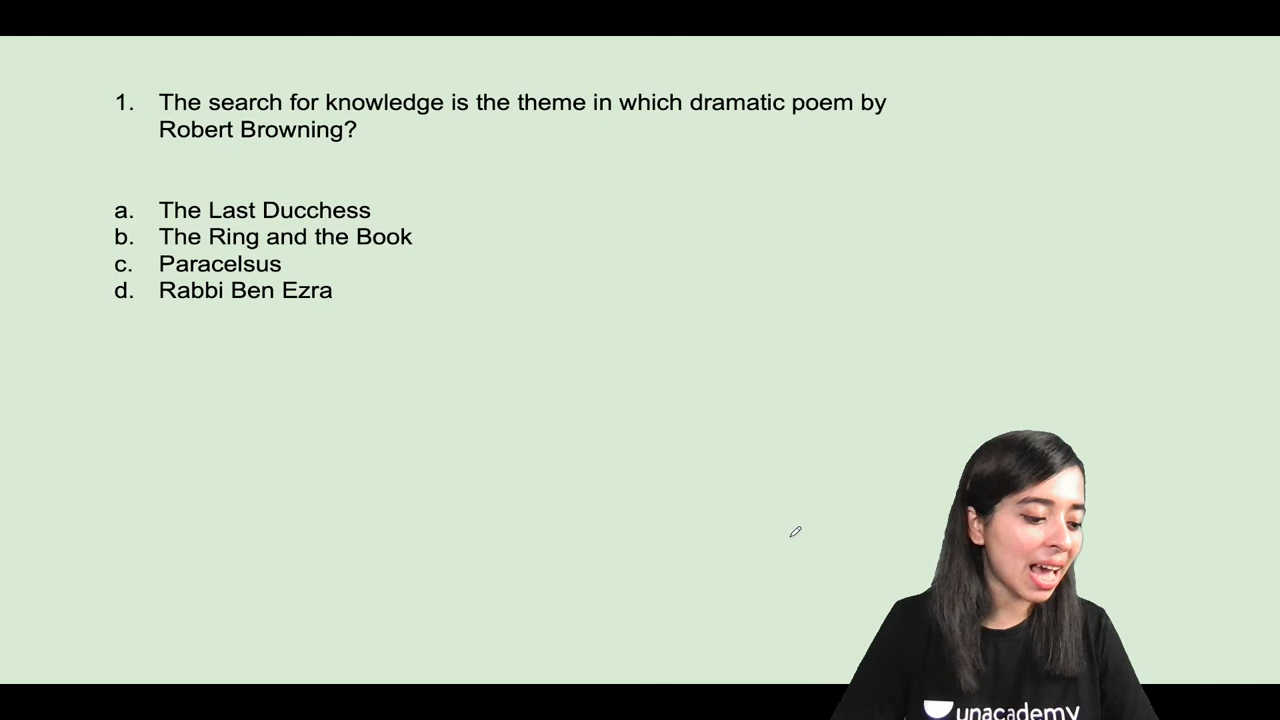 1. The search for knowledge is the theme in which dramatic poem by
Robert Browning?
a. The Last Ducchess
b. The Ring and the Book
c. Paracelsus
d. Rabbi Ben Ezra
unacademy